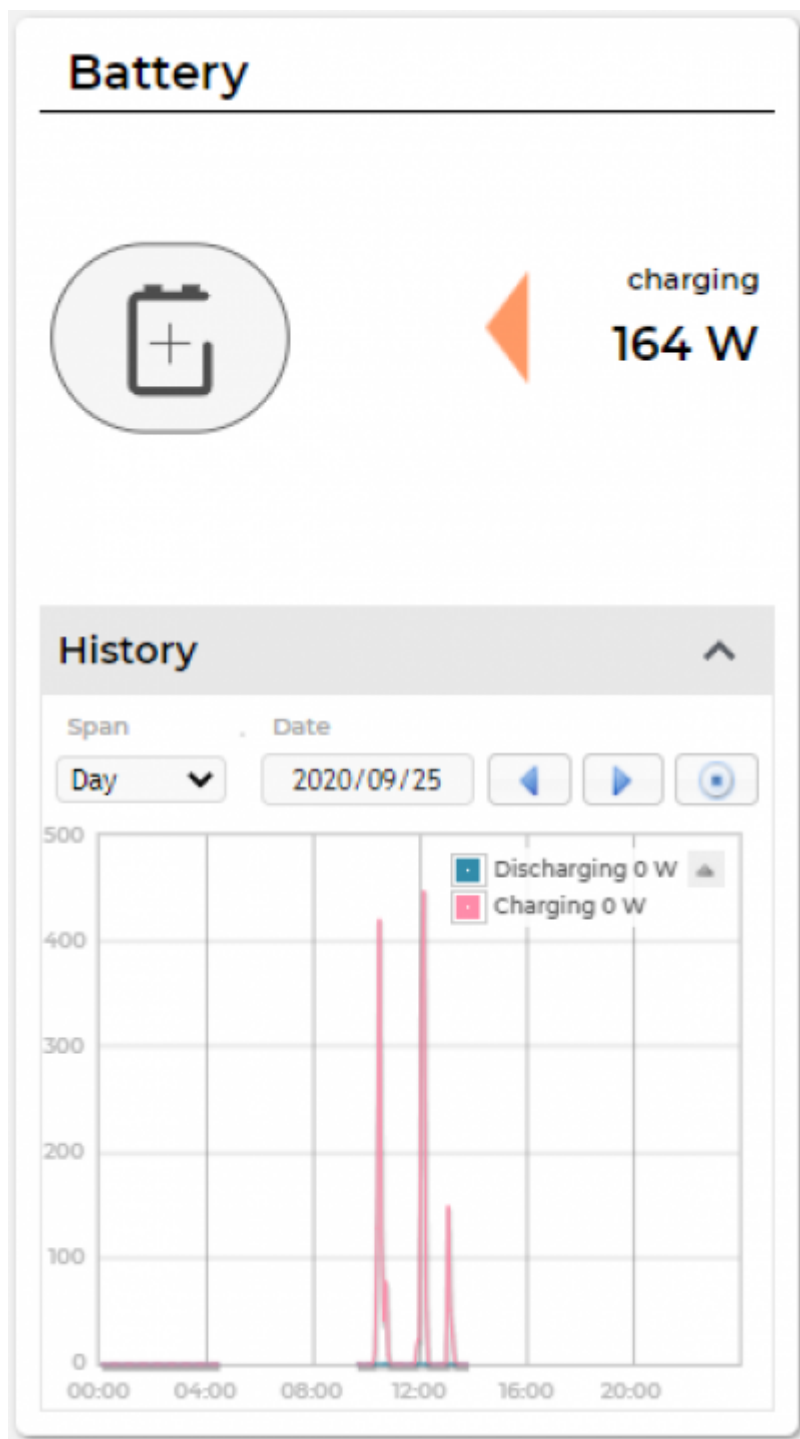 Battery
charging
164 W
History
Span . Date
Day 2020/09/25
500
Discharging 0 W
Charging 0 W
400
300
200
100
0
00:00 04:00 08:00 12:00 16:00 20:00